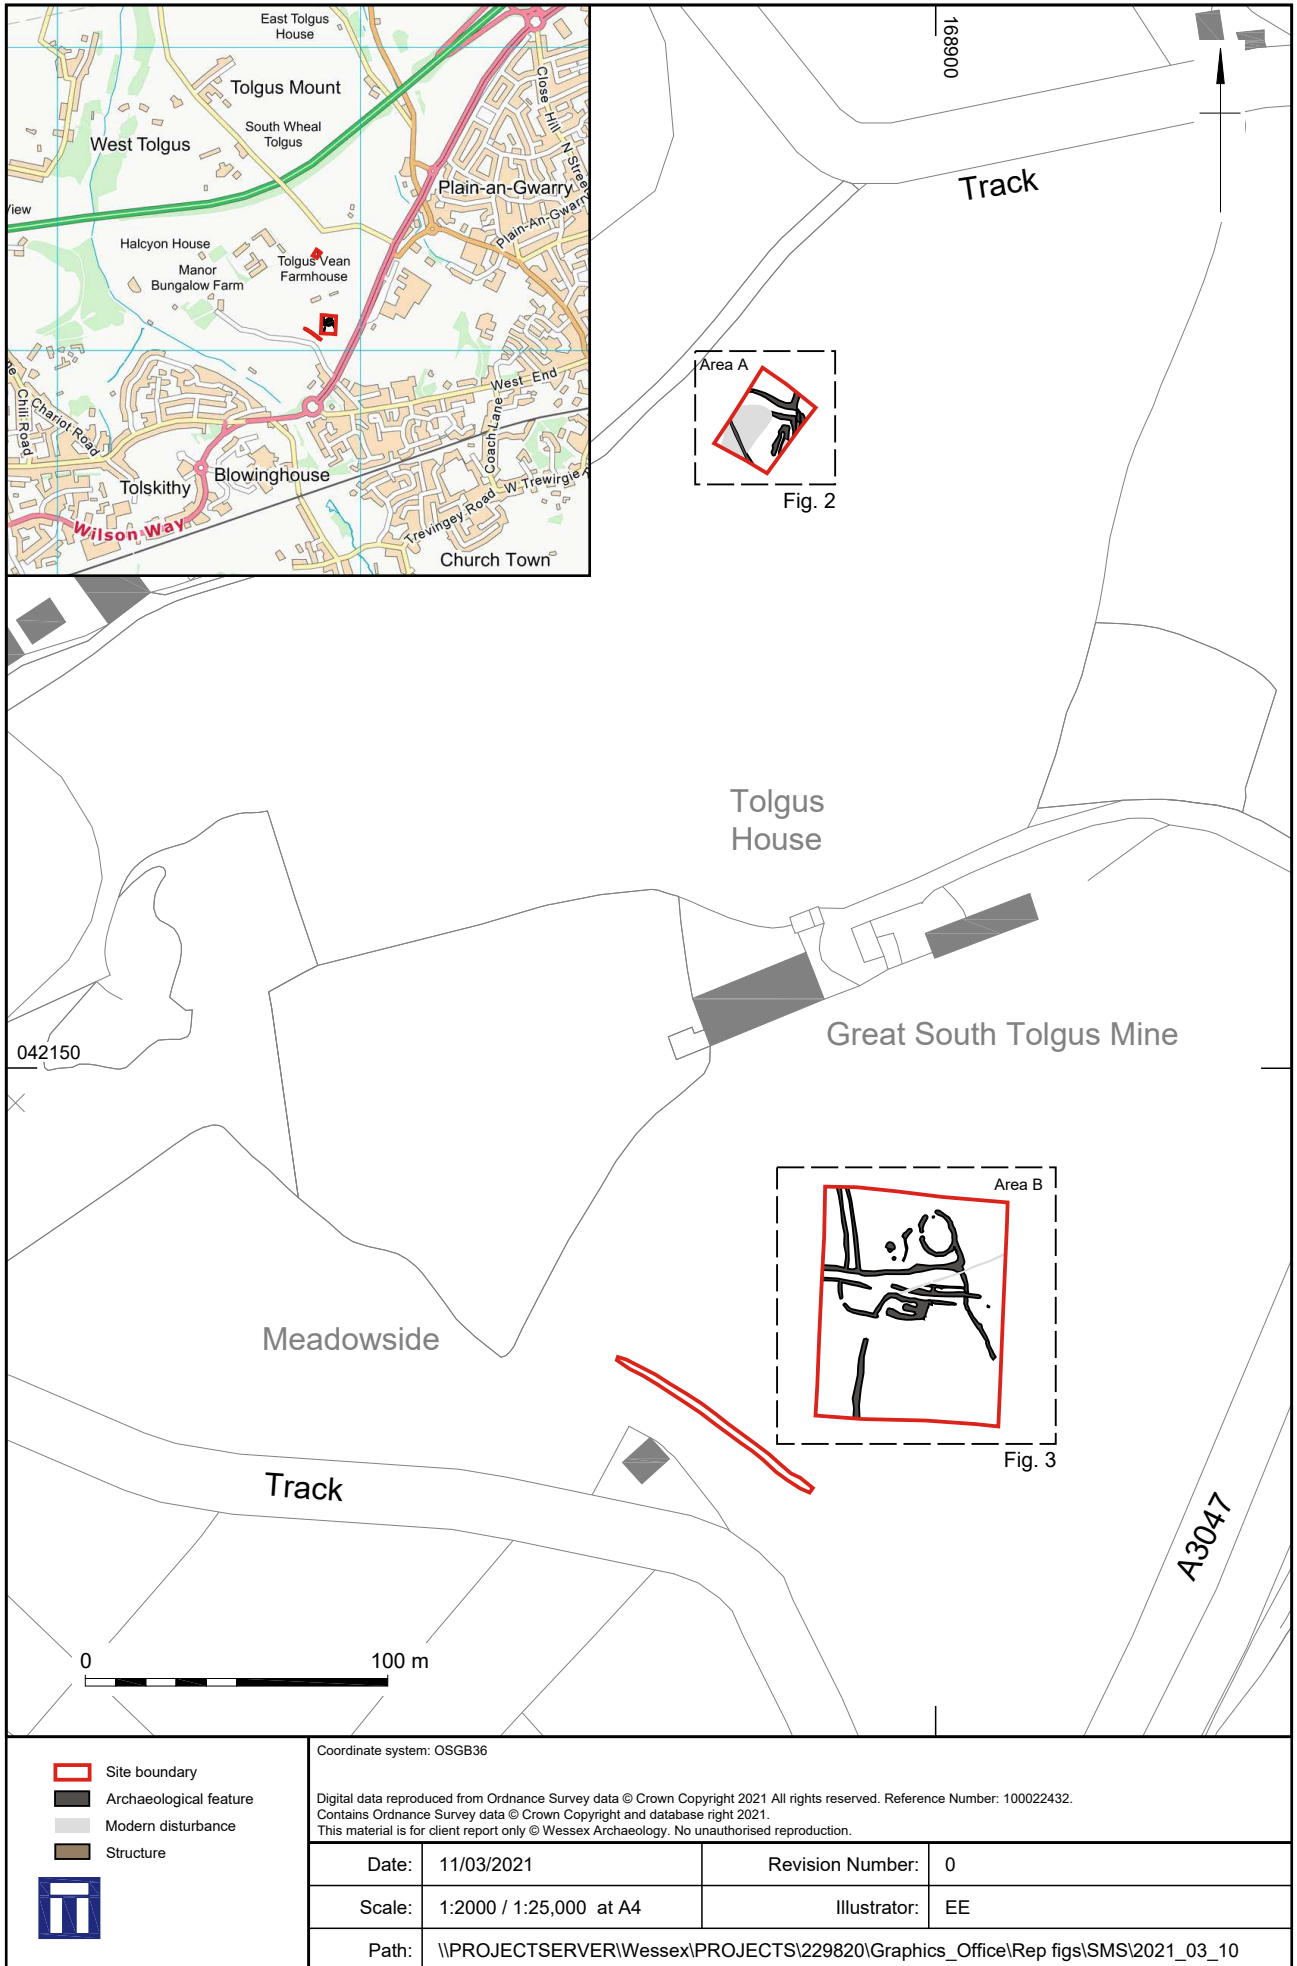 East Tolgus
House
Tolgus Mount
South Wheal
Tolgus
West Tolgus
Close Hill
N Street
Plain-an-Gwarry
Plain-An-Gwarry
Halcyon House
Manor
Bungalow Farm
Tolgus Vean
Farmhouse
West End
Coach Lane
Chili Road
Chariot Road
Tolskithy
Blowinghouse
W Trewirgie
Trevingey Road
Wilson Way
Church Town
168900
Track
Area A
Fig. 2
Tolgus
House
Great South Tolgus Mine
042150
Area B
Fig. 3
Meadowside
Track
A3047
0 100 m
Site boundary
Archaeological feature
Modern disturbance
Structure
Coordinate system: OSGB36
Digital data reproduced from Ordnance Survey data © Crown Copyright 2021 All rights reserved. Reference Number: 100022432.
Contains Ordnance Survey data © Crown Copyright and database right 2021.
This material is for client report only © Wessex Archaeology. No unauthorised reproduction.
Date: 11/03/2021 Revision Number: 0
Scale: 1:2000 / 1:25,000 at A4 Illustrator: EE
Path: \\PROJECTSERVER\Wessex\PROJECTS\229820\Graphics_Office\Rep figs\SMS\2021_03_10